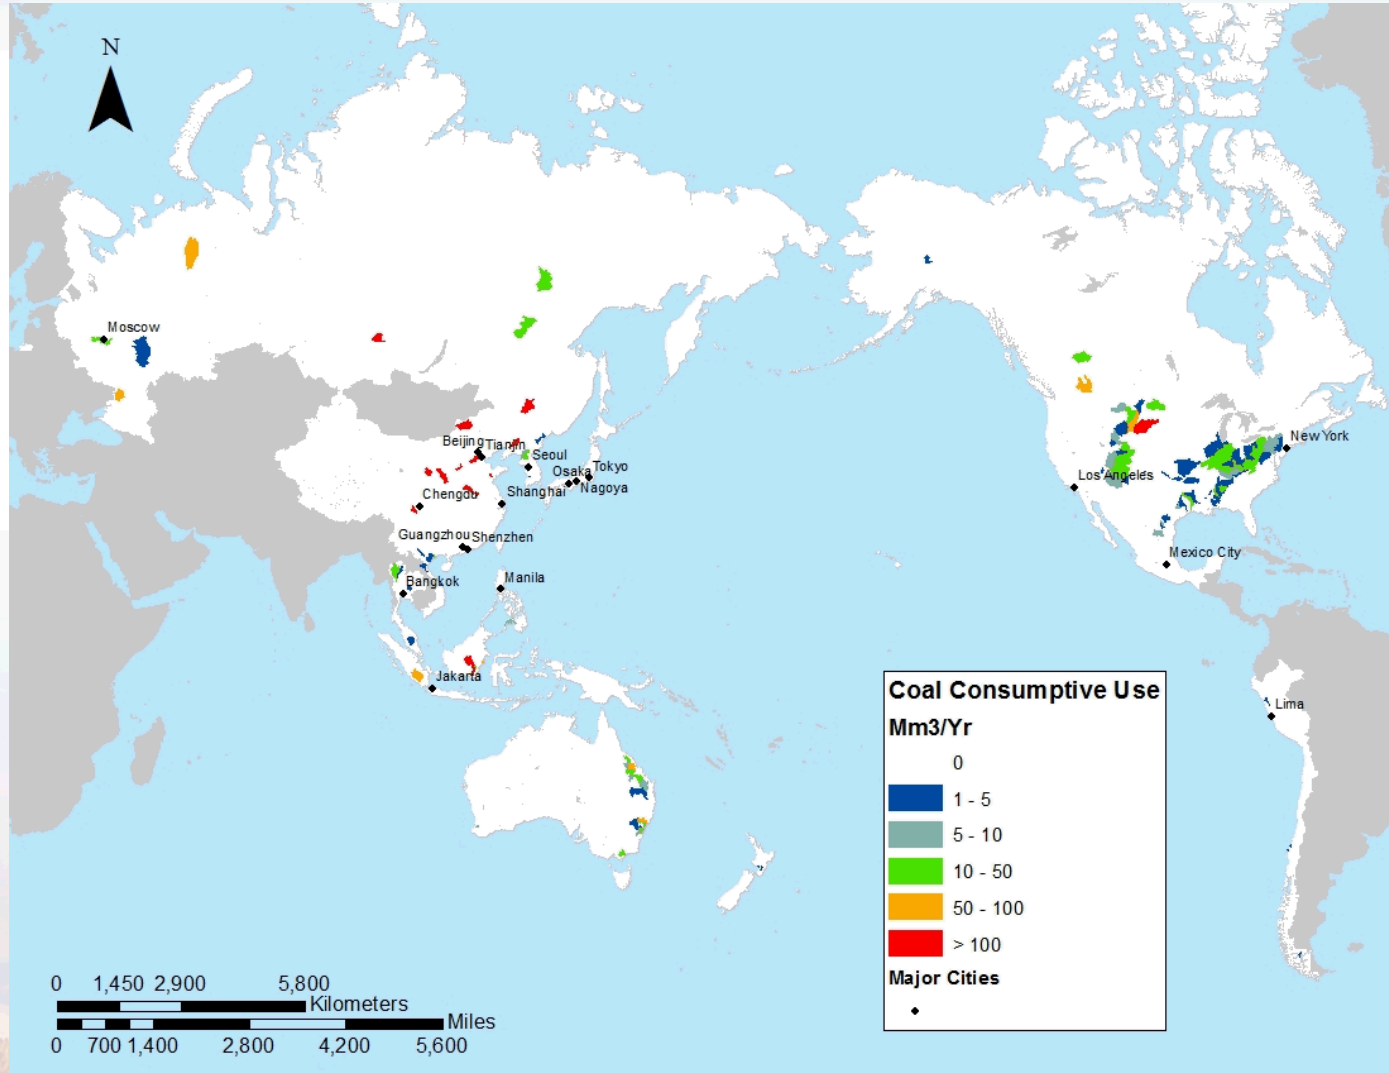 N
Moscow
Beijing
Tianjin
Seoul
Osaka
Tokyo
Nagoya
Chengdu
Shanghai
Guangzhou
Shenzhen
Bangkok
Manila
Jakarta
New York
Los Angeles
Mexico City
Lima
Coal Consumptive Use
Mm3/Yr
0
1 - 5
5 - 10
10 - 50
50 - 100
> 100
Major Cities
0 1,450 2,900 5,800
Kilometers
Miles
0 700 1,400 2,800 4,200 5,600